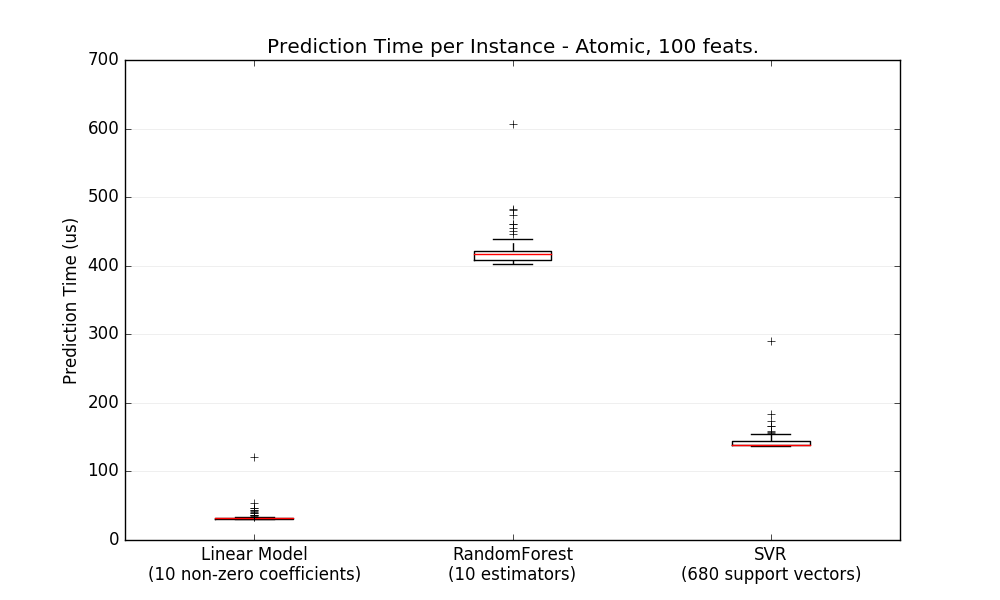 Prediction Time per Instance - Atomic, 100 feats.
700
600
500
400
300
200
100
0
Prediction Time (us)
Linear Model
(10 non-zero coefficients)
RandomForest
(10 estimators)
SVR
(680 support vectors)